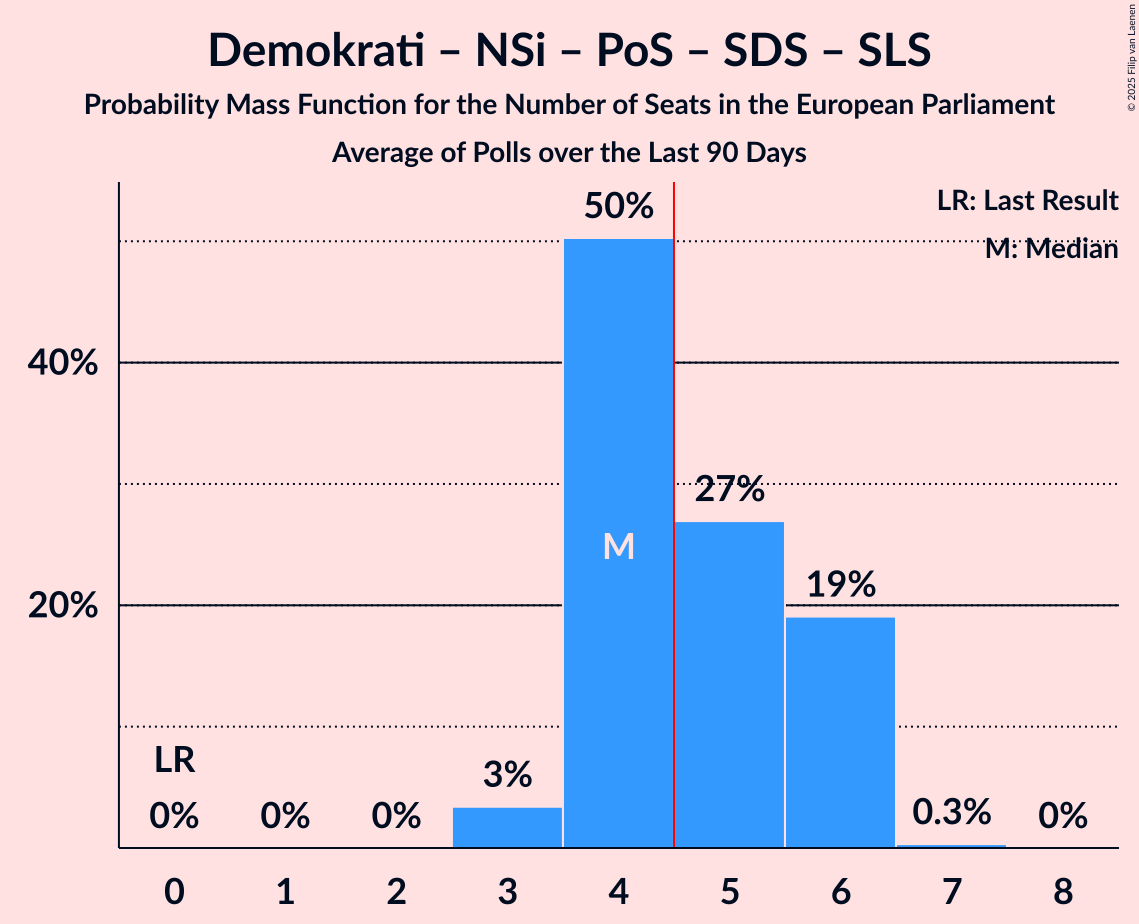 Demokrati – NSi – PoS – SDS – SLS
Probability Mass Function for the Number of Seats in the European Parliament
Average of Polls over the Last 90 Days
© 2025 Filip van Laenen
LR: Last Result
M: Median
50%
40%
27%
M
19%
20%
LR
3%
0% 0% 0% 0.3% 0%
0 1 2 3 4 5 6 7 8